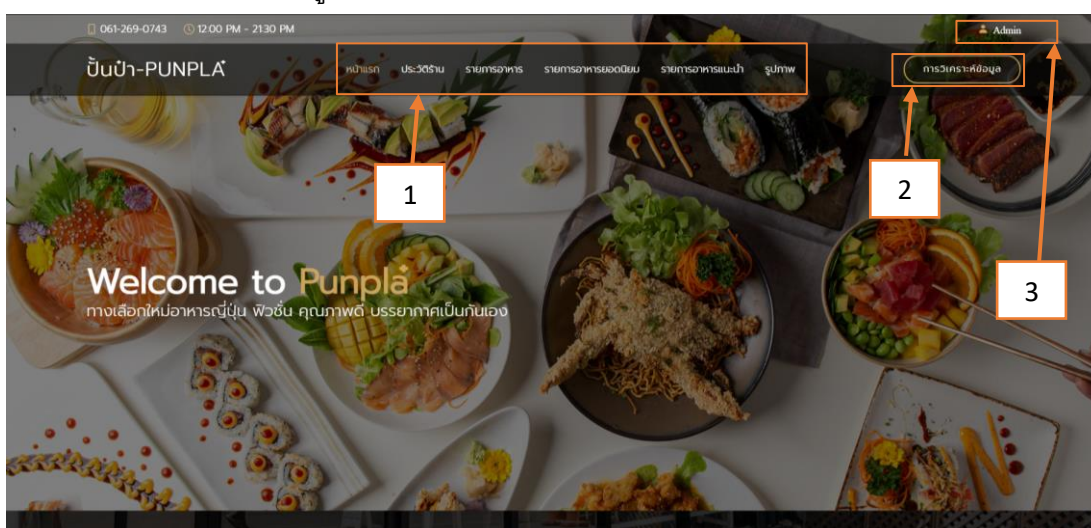 061-269-0743 12:00 PM - 21:30 PM Admin
ปั้นป๋า-PUNPLA๋ หน้าแรก ประวัติร้าน รายการอาหาร รายการอาหารยอดนิยม รายการอาหารแนะนำ รูปภาพ การวิเคราะห์ข้อมูล
1
2
3
Welcome to Punpla๋
ทางเลือกใหม่อาหารญี่ปุ่น ฟิวชั่น คุณภาพดี บรรยากาศเป็นกันเอง